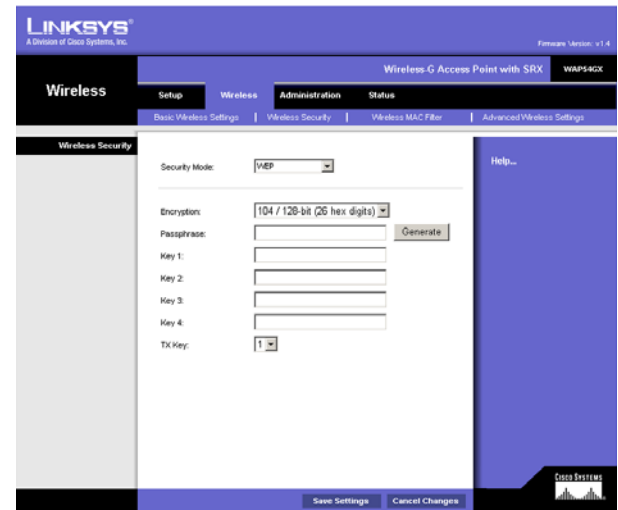 LINKSYS®
A Division of Cisco Systems, Inc.
Firmware Version: v1.4
Wireless-G Access Point with SRX WAP54GX
Wireless
Setup Wireless Administration Status
Basic Wireless Settings | Wireless Security | Wireless MAC Filter | Advanced Wireless Settings
Wireless Security
Help...
Security Mode: WEP
Encryption: 104 / 128-bit (26 hex digits)
Passphrase: Generate
Key 1:
Key 2:
Key 3:
Key 4:
TX Key: 1
CISCO SYSTEMS
Save Settings Cancel Changes